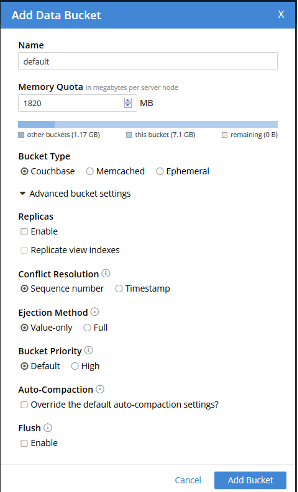 Add Data Bucket X
Name
default
Memory Quota in megabytes per server node
1820 MB
other buckets (1.17 GB) this bucket (7.1 GB) remaining (0 B)
Bucket Type
Couchbase Memcached Ephemeral
Advanced bucket settings
Replicas
Enable
Replicate view indexes
Conflict Resolution
Sequence number Timestamp
Ejection Method
Value-only Full
Bucket Priority
Default High
Auto-Compaction
Override the default auto-compaction settings?
Flush
Enable
Cancel Add Bucket